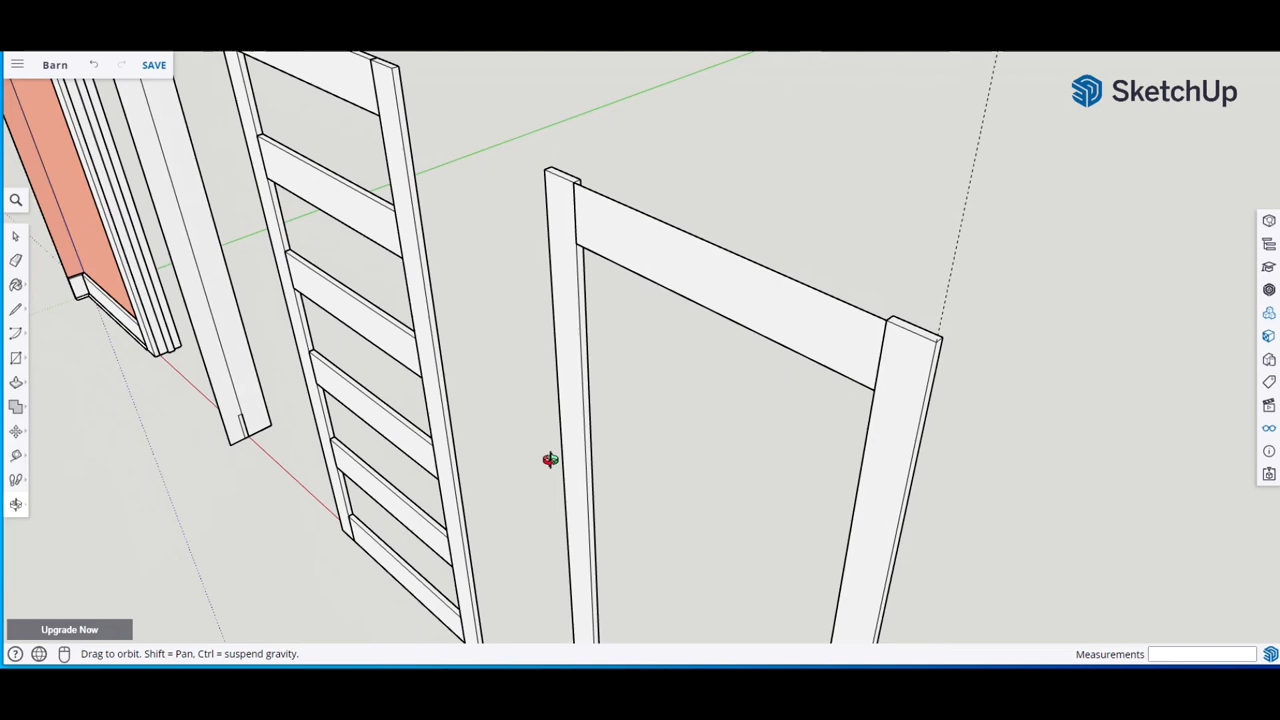 Barn
SAVE
SketchUp
Upgrade Now
Drag to orbit. Shift = Pan, Ctrl = suspend gravity.
Measurements